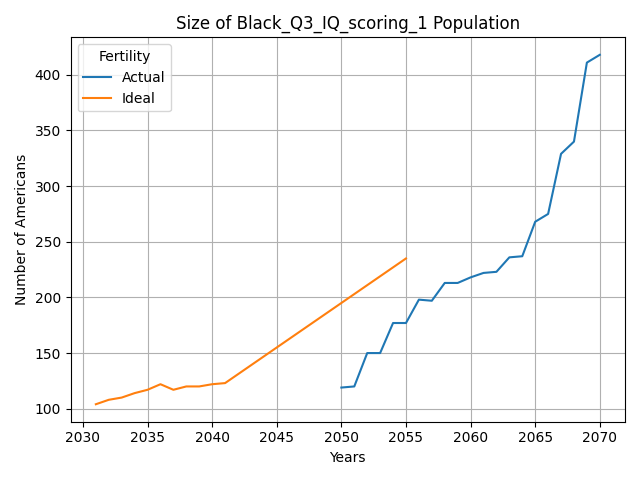 Size of Black_Q3_IQ_scoring_1 Population
Fertility
Actual
Ideal
Number of Americans
400
350
300
250
200
150
100
2030 2035 2040 2045 2050 2055 2060 2065 2070
Years